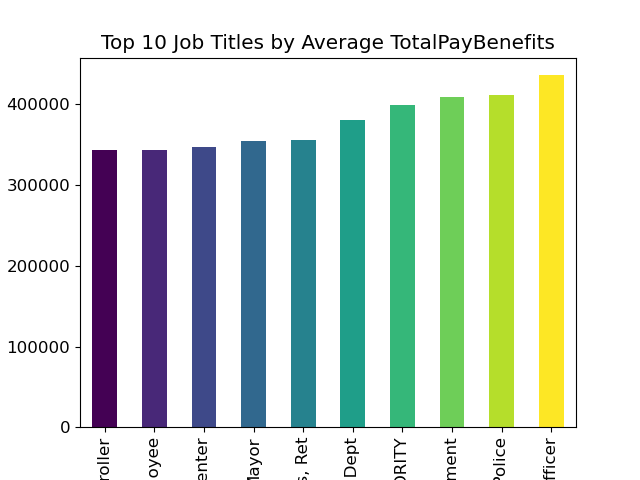 Top 10 Job Titles by Average TotalPayBenefits
400000
300000
200000
100000
0
roller
oyee
enter
Mayor
s, Ret
Dept
ORITY
ment
Police
fficer